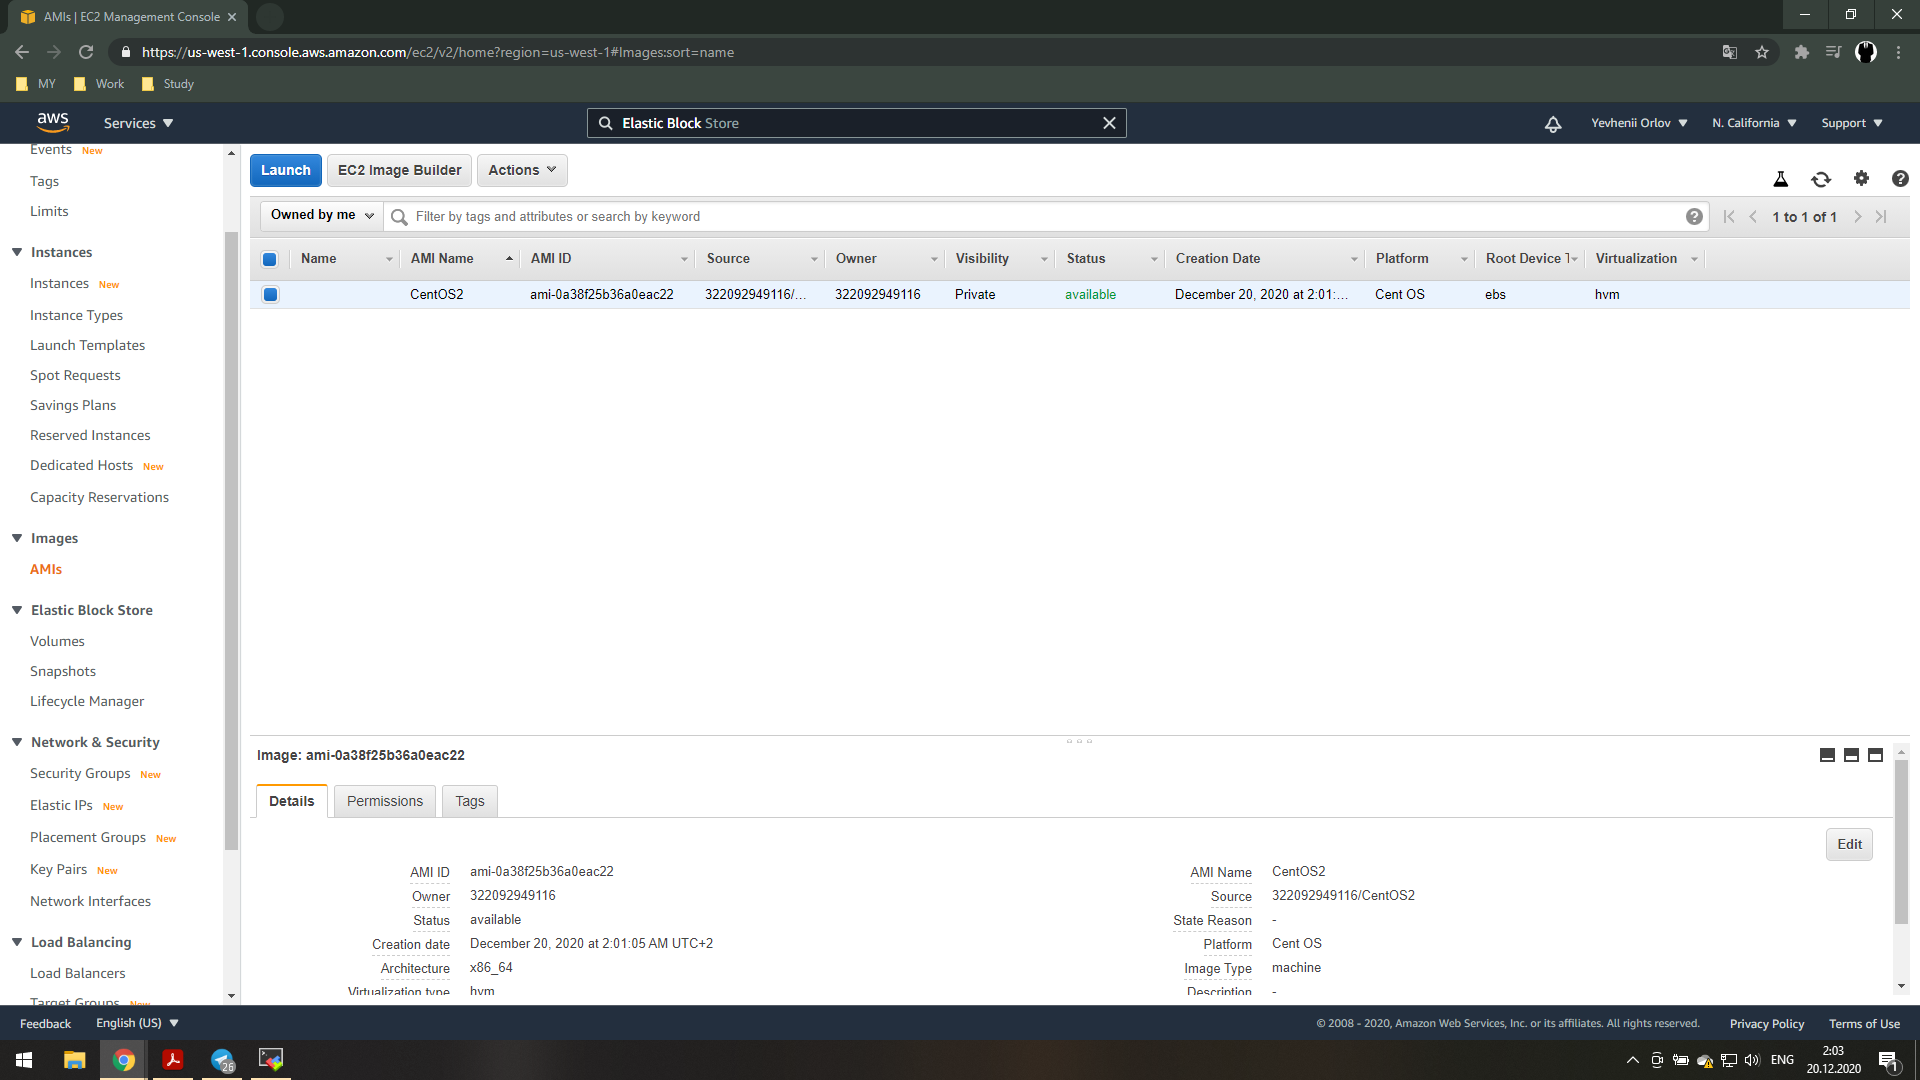 AMIs | EC2 Management Console
https://us-west-1.console.aws.amazon.com/ec2/v2/home?region=us-west-1#Images:sort=name
MY Work Study
aws Services Elastic Block Store Yevhenii Orlov N. California Support
Events New
Tags
Limits
Instances
Instances New
Instance Types
Launch Templates
Spot Requests
Savings Plans
Reserved Instances
Dedicated Hosts New
Capacity Reservations
Images
AMIs
Elastic Block Store
Volumes
Snapshots
Lifecycle Manager
Network & Security
Security Groups New
Elastic IPs New
Placement Groups New
Key Pairs New
Network Interfaces
Load Balancing
Load Balancers
Target Groups New
Launch EC2 Image Builder Actions
Owned by me Filter by tags and attributes or search by keyword 1 to 1 of 1
Name AMI Name AMI ID Source Owner Visibility Status Creation Date Platform Root Device Virtualization
CentOS2 ami-0a38f25b36a0eac22 322092949116/... 322092949116 Private available December 20, 2020 at 2:01:... Cent OS ebs hvm
Image: ami-0a38f25b36a0eac22
Details Permissions Tags
Edit
AMI ID ami-0a38f25b36a0eac22 AMI Name CentOS2
Owner 322092949116 Source 322092949116/CentOS2
Status available State Reason -
Creation date December 20, 2020 at 2:01:05 AM UTC+2 Platform Cent OS
Architecture x86_64 Image Type machine
Virtualization type hvm Description -
Feedback English (US) © 2008 - 2020, Amazon Web Services, Inc. or its affiliates. All rights reserved. Privacy Policy Terms of Use
26 ENG 2:03
20.12.2020 1